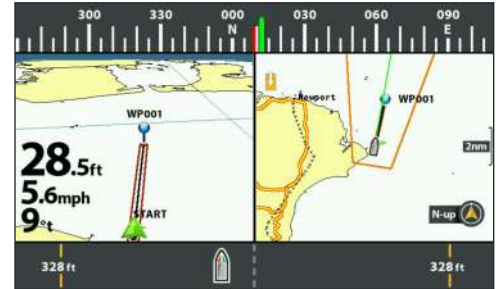 300 330 000 030 060 090
N E
Newport
WP001
WP001
28.5ft
5.6mph
9°t
START
2nm
N-up
328 ft 328 ft